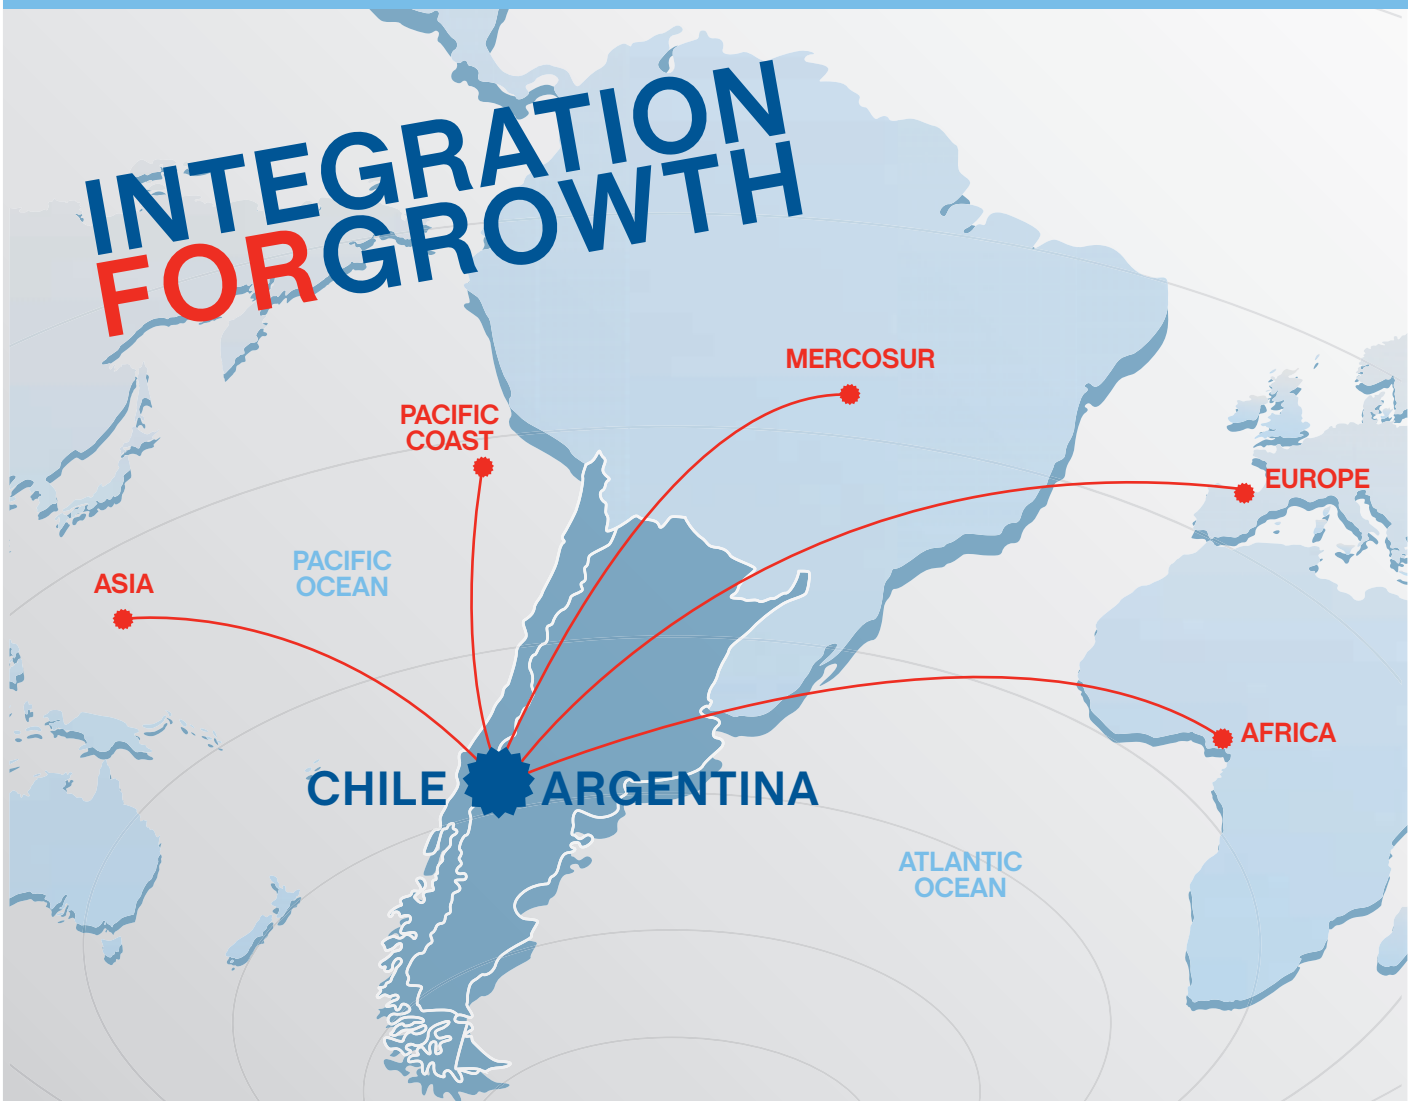 INTEGRATION
FORGROWTH
MERCOSUR
PACIFIC
COAST
EUROPE
PACIFIC
OCEAN
ASIA
AFRICA
CHILE ARGENTINA
ATLANTIC
OCEAN